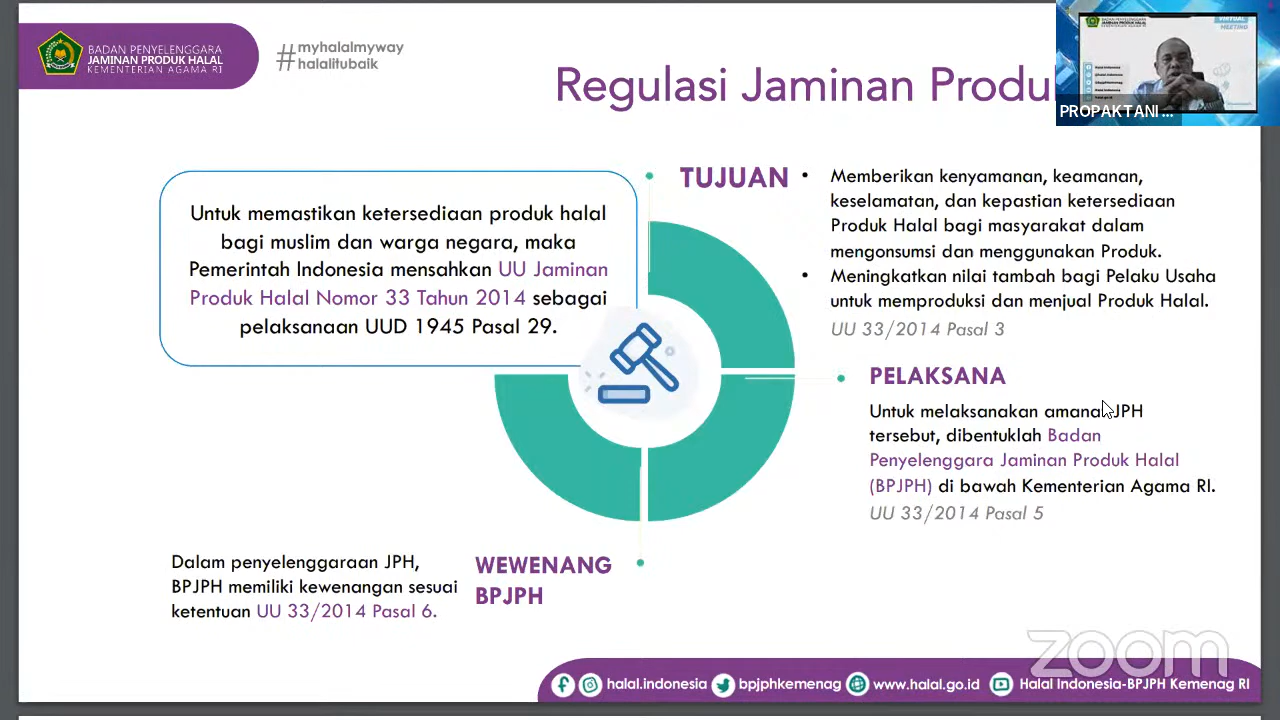 BADAN PENYELENGGARA
JAMINAN PRODUK HALAL
KEMENTERIAN AGAMA RI
#myhalalmyway
halalitubaik
Regulasi Jaminan Produ
VIRTUAL
MEETING
PROPAKTANI ...
Untuk memastikan ketersediaan produk halal
bagi muslim dan warga negara, maka
Pemerintah Indonesia mensahkan UU Jaminan
Produk Halal Nomor 33 Tahun 2014 sebagai
pelaksanaan UUD 1945 Pasal 29.
TUJUAN
• Memberikan kenyamanan, keamanan,
keselamatan, dan kepastian ketersediaan
Produk Halal bagi masyarakat dalam
mengonsumsi dan menggunakan Produk.
• Meningkatkan nilai tambah bagi Pelaku Usaha
untuk memproduksi dan menjual Produk Halal.
UU 33/2014 Pasal 3
PELAKSANA
Untuk melaksanakan amanat JPH
tersebut, dibentuklah Badan
Penyelenggara Jaminan Produk Halal
(BPJPH) di bawah Kementerian Agama RI.
UU 33/2014 Pasal 5
WEWENANG
BPJPH
Dalam penyelenggaraan JPH,
BPJPH memiliki kewenangan sesuai
ketentuan UU 33/2014 Pasal 6.
zoom
halal.indonesia bpjphkemenag www.halal.go.id Halal Indonesia-BPJPH Kemenag RI